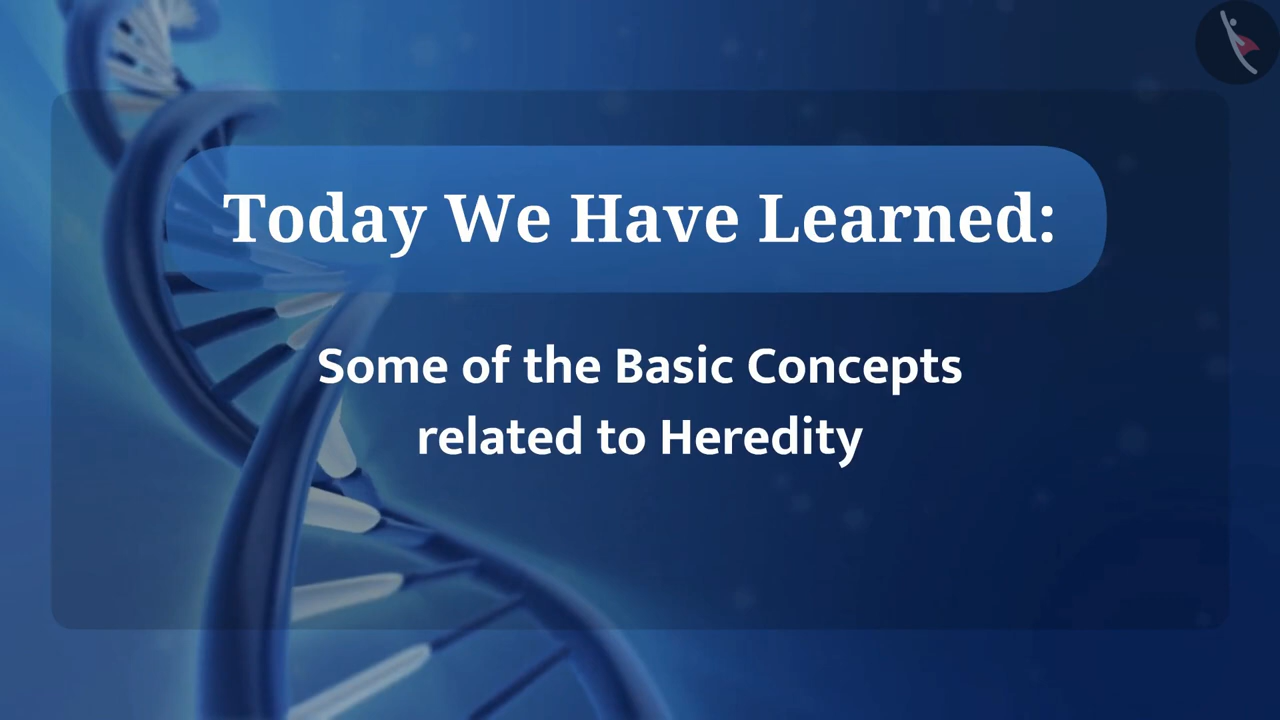 Today We Have Learned:
Some of the Basic Concepts
related to Heredity